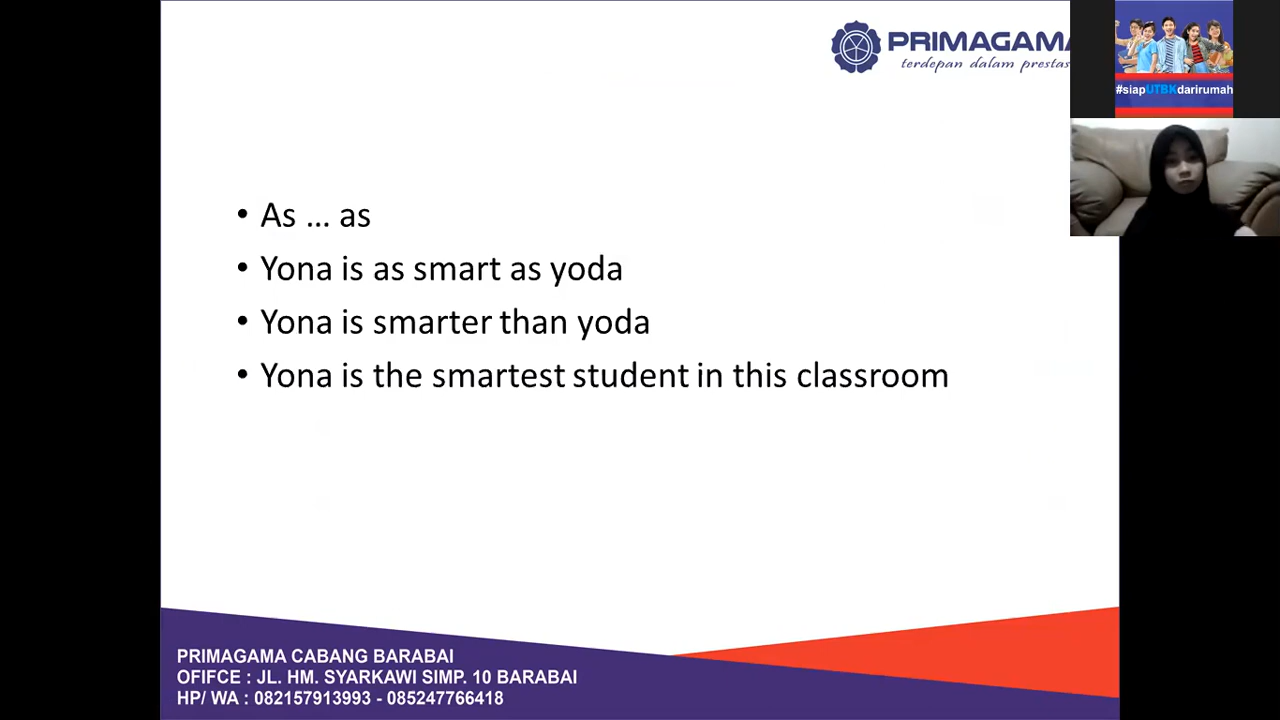 PRIMAGAMA
terdepan dalam prestas
#siapUTBKdarirumah
• As ... as
• Yona is as smart as yoda
• Yona is smarter than yoda
• Yona is the smartest student in this classroom
PRIMAGAMA CABANG BARABAI
OFIFCE : JL. HM. SYARKAWI SIMP. 10 BARABAI
HP/ WA : 082157913993 - 085247766418